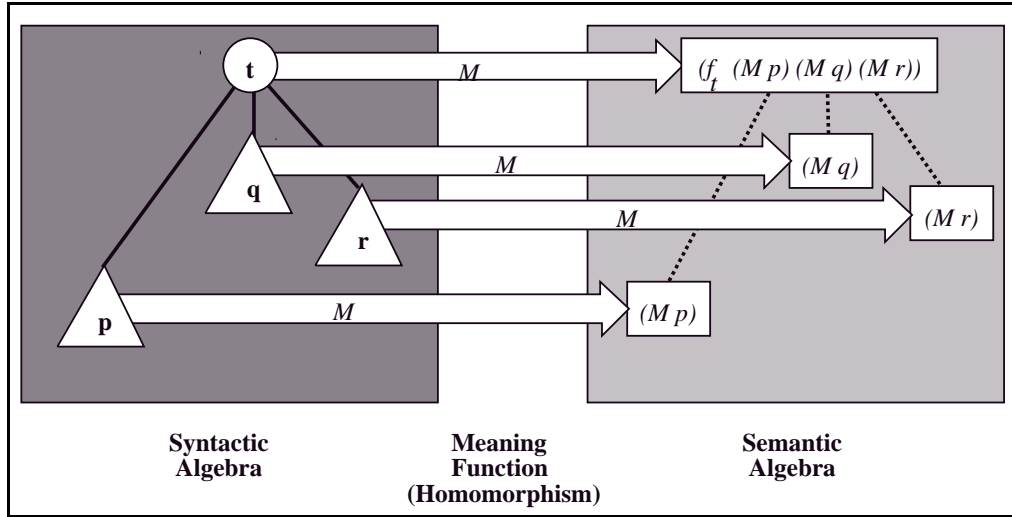 t M (f_t (M p) (M q) (M r))
q M (M q)
r M (M r)
p M (M p)
Syntactic
Algebra
Meaning
Function
(Homomorphism)
Semantic
Algebra